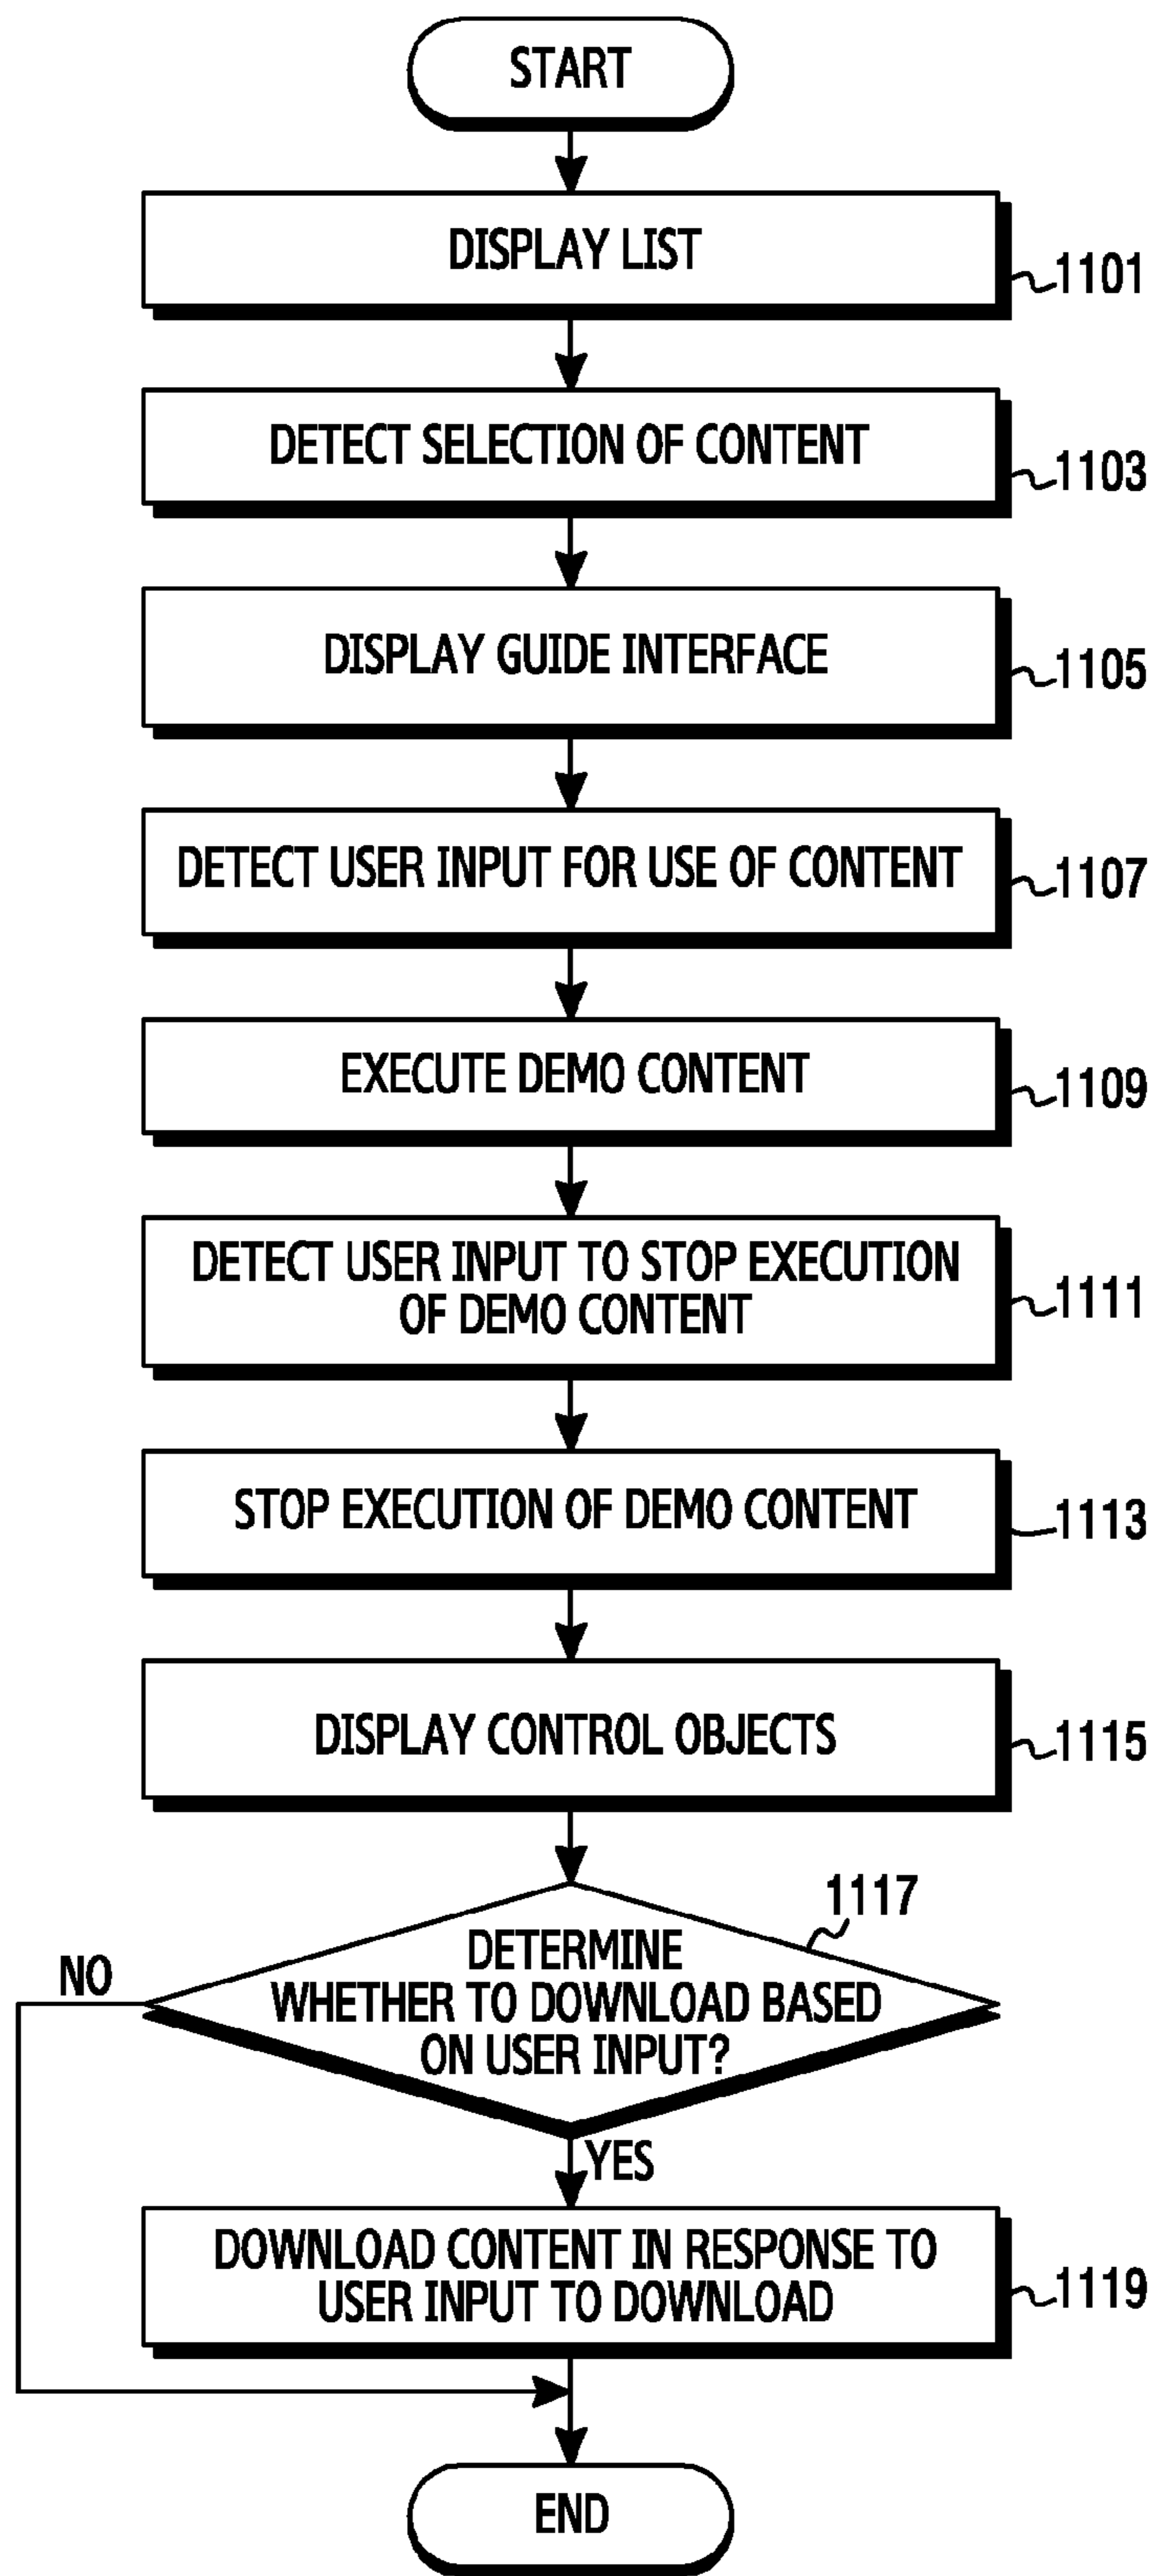 START
DISPLAY LIST
1101
DETECT SELECTION OF CONTENT
1103
DISPLAY GUIDE INTERFACE
1105
DETECT USER INPUT FOR USE OF CONTENT
1107
EXECUTE DEMO CONTENT
1109
DETECT USER INPUT TO STOP EXECUTION
OF DEMO CONTENT
1111
STOP EXECUTION OF DEMO CONTENT
1113
DISPLAY CONTROL OBJECTS
1115
1117
DETERMINE
WHETHER TO DOWNLOAD BASED
ON USER INPUT?
NO
YES
DOWNLOAD CONTENT IN RESPONSE TO
USER INPUT TO DOWNLOAD
1119
END